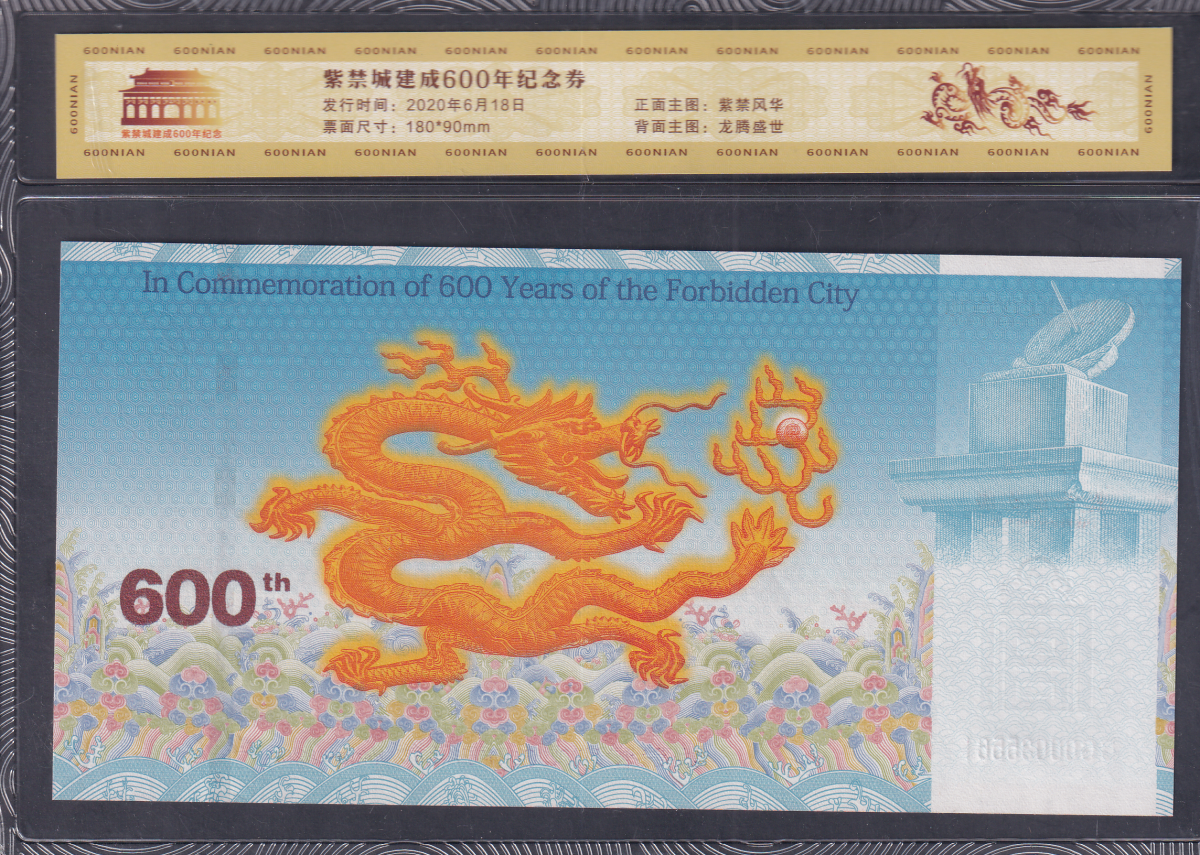 600NIAN 600NIAN 600NIAN 600NIAN 600NIAN 600NIAN 600NIAN 600NIAN 600NIAN 600NIAN 600NIAN 600NIAN
600NIAN
紫禁城建成600年纪念
紫禁城建成600年纪念券
发行时间：2020年6月18日
票面尺寸：180*90mm
正面主图：紫禁风华
背面主图：龙腾盛世
600NIAN
600NIAN 600NIAN 600NIAN 600NIAN 600NIAN 600NIAN 600NIAN 600NIAN 600NIAN 600NIAN 600NIAN 600NIAN
In Commemoration of 600 Years of the Forbidden City
600th